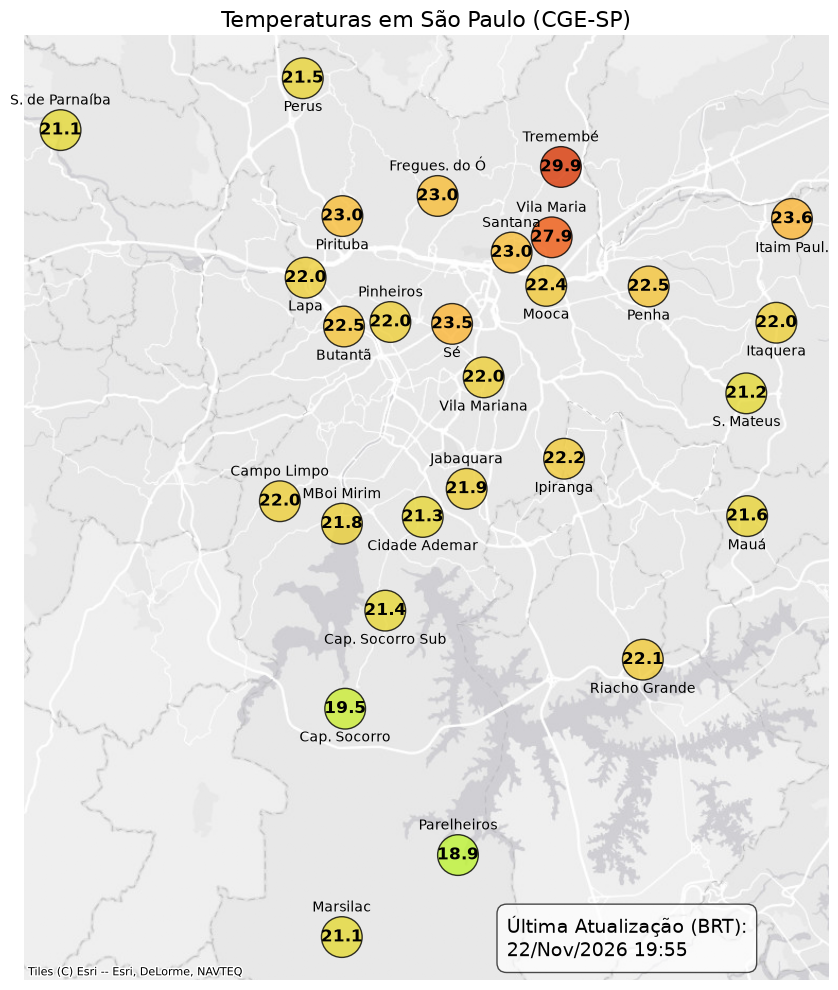 Temperaturas em São Paulo (CGE-SP)
21.5
Perus
S. de Parnaíba
21.1
Tremembé
29.9
Fregues. do Ó
23.0
Vila Maria
27.9
Santana
23.0
23.0
Pirituba
23.6
Itaim Paul.
22.0
Lapa
22.4
Mooca
22.5
Penha
Pinheiros
22.0
22.5
Butantã
23.5
Sé
22.0
Itaquera
22.0
Vila Mariana
21.2
S. Mateus
22.2
Ipiranga
Jabaquara
21.9
Campo Limpo
22.0
MBoi Mirim
21.8
21.3
Cidade Ademar
21.6
Mauá
21.4
Cap. Socorro Sub
22.1
Riacho Grande
19.5
Cap. Socorro
Parelheiros
18.9
Marsilac
21.1
Última Atualização (BRT):
22/Nov/2026 19:55
Tiles (C) Esri -- Esri, DeLorme, NAVTEQ